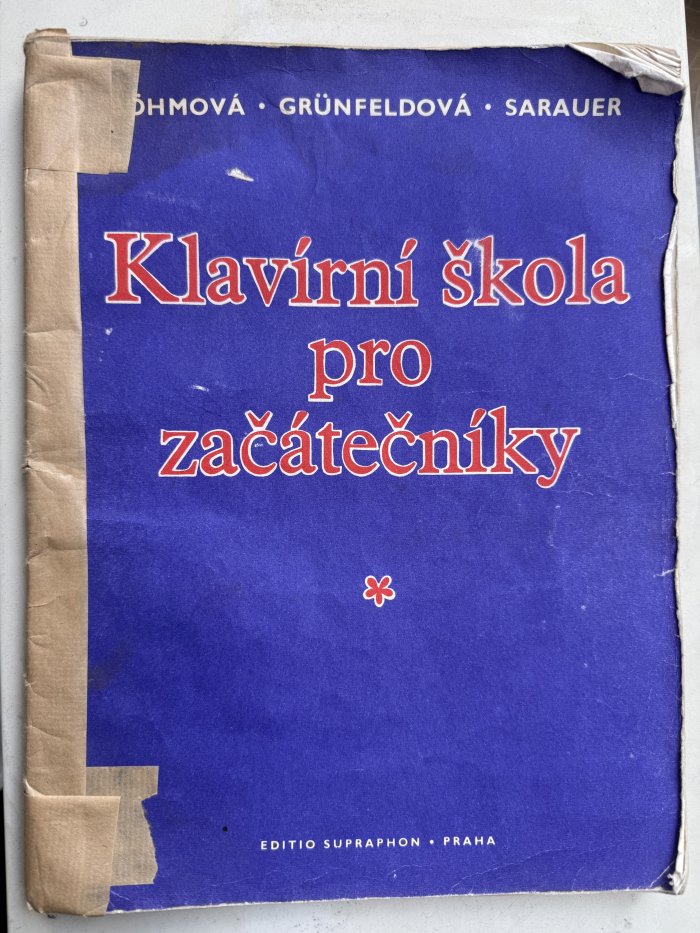 ÖHMOVÁ • GRÜNFELDOVÁ • SARAUER
Klavírní škola
pro
začátečníky
EDITIO SUPRAPHON • PRAHA